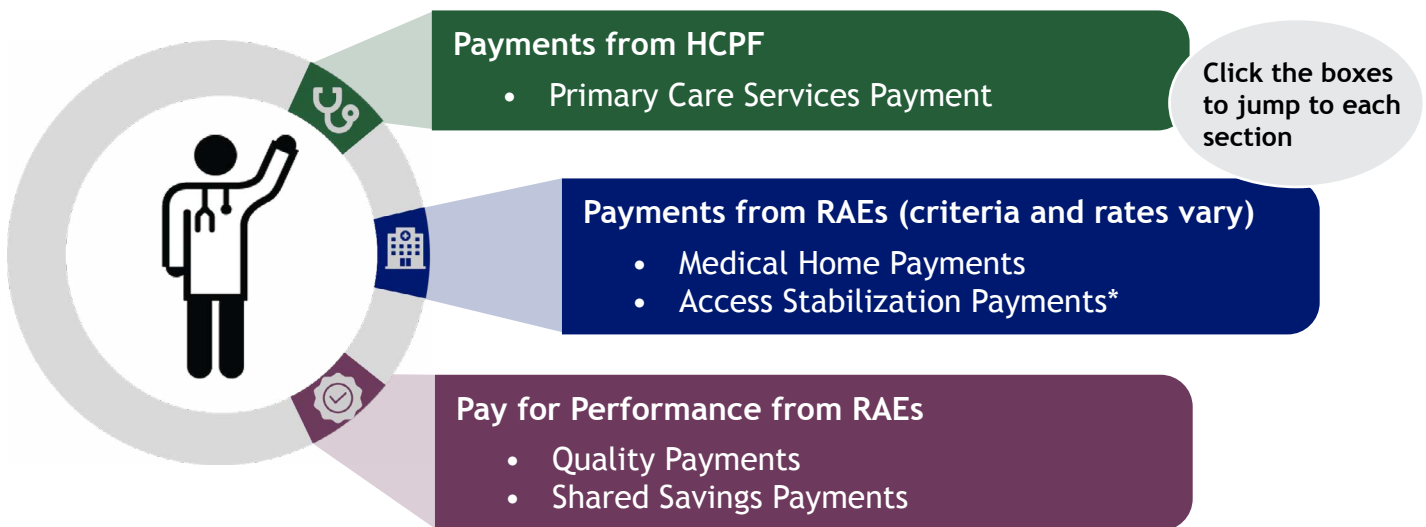 Payments from HCPF
• Primary Care Services Payment
Click the boxes
to jump to each
section
Payments from RAEs (criteria and rates vary)
• Medical Home Payments
• Access Stabilization Payments*
Pay for Performance from RAEs
• Quality Payments
• Shared Savings Payments